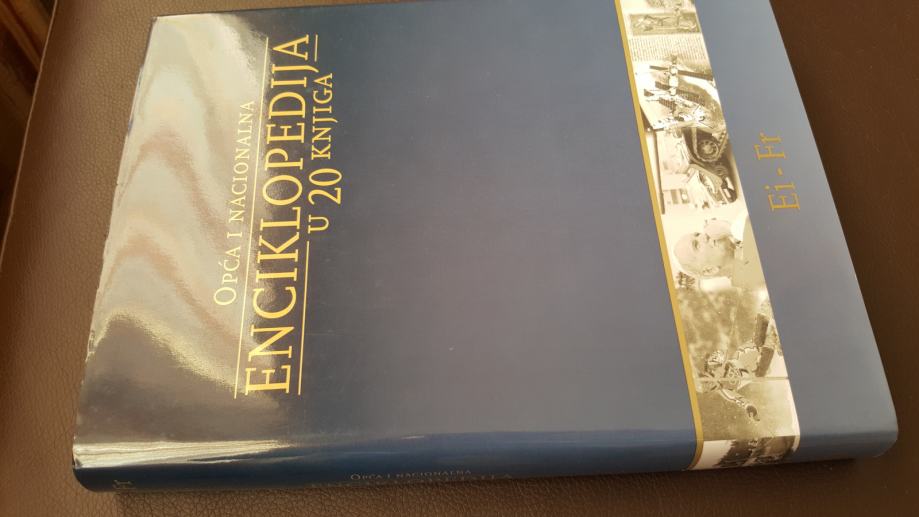 OPĆA I NACIONALNA
ENCIKLOPEDIJA
U 20 KNJIGA
Ei - Fr
OPĆA I NACIONALNA